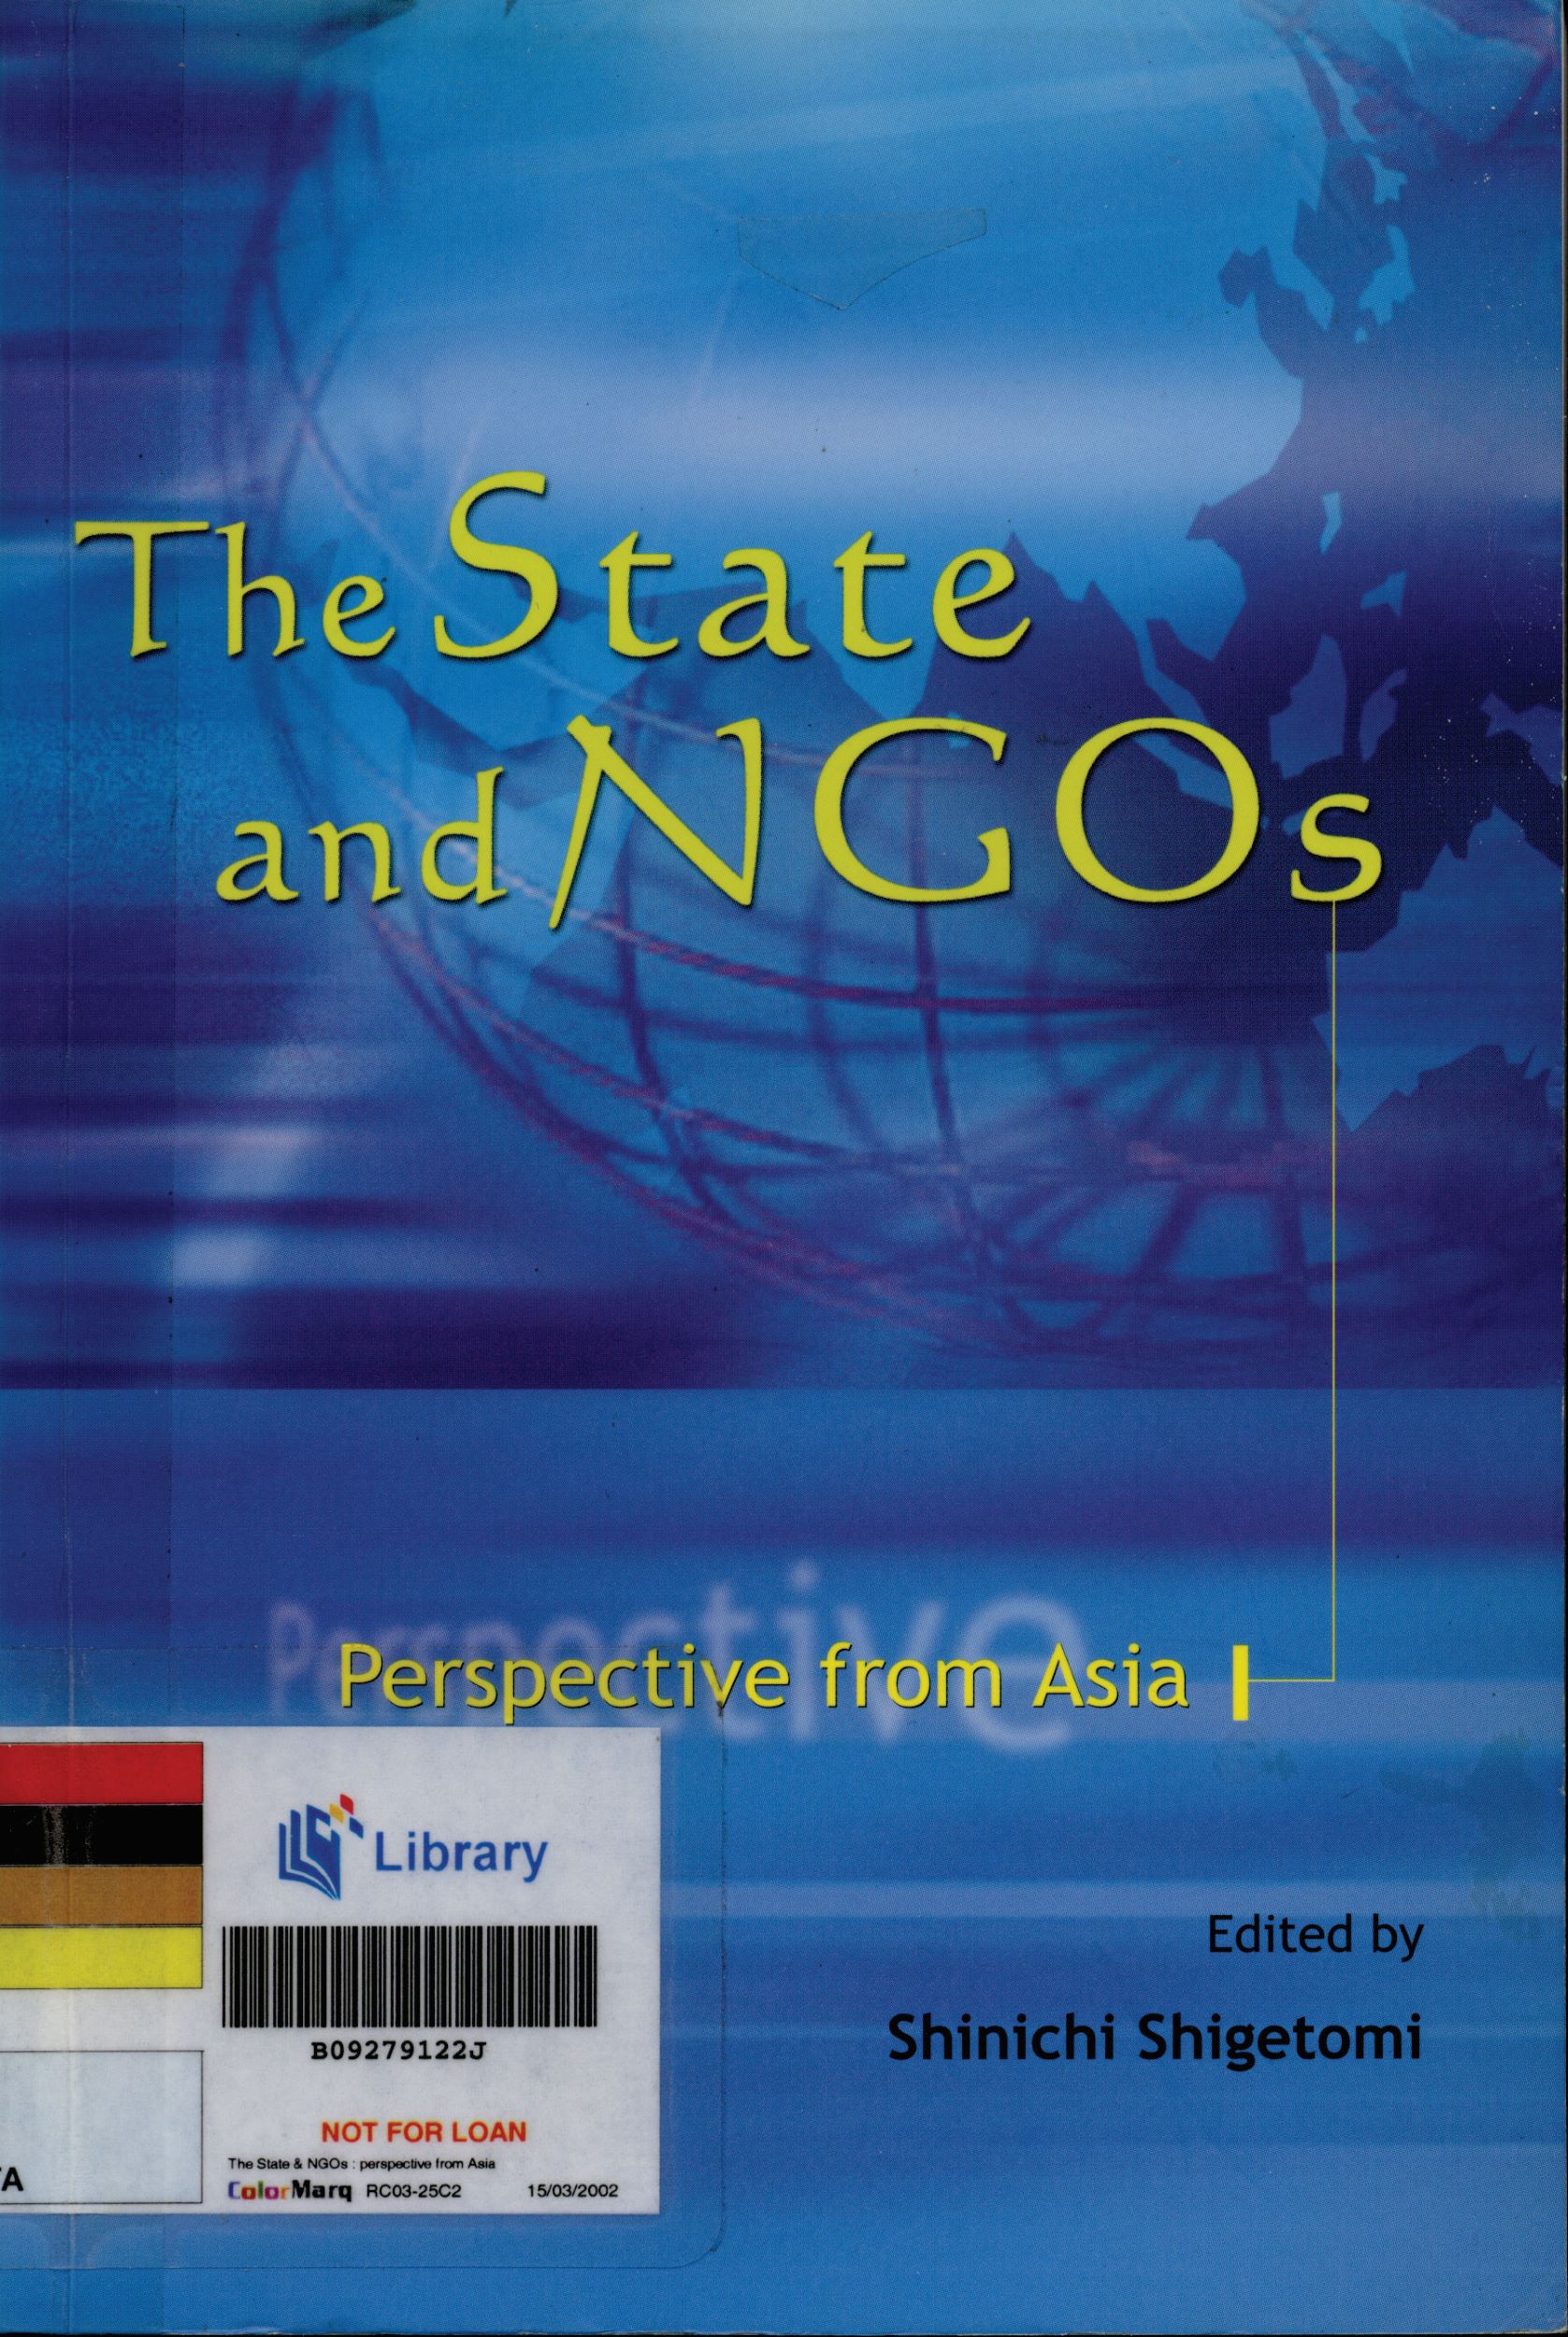 The State
and NGOs
Perspective
Perspective from Asia
Edited by
Shinichi Shigetomi
Library
B09279122J
NOT FOR LOAN
The State & NGOs : perspective from Asia
ColorMarq RC03-25C2 15/03/2002